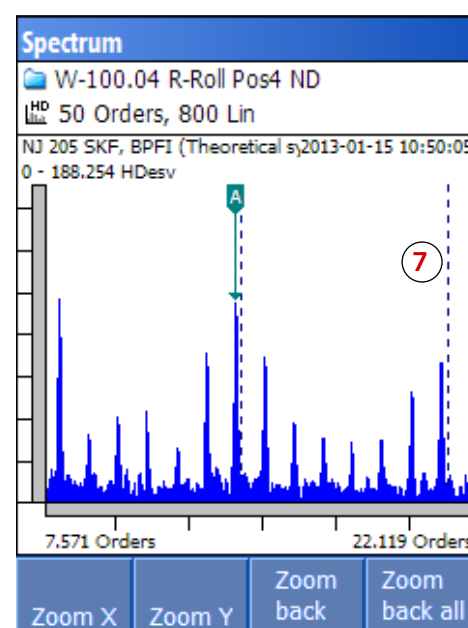 Spectrum
W-100.04 R-Roll Pos4 ND
HD 50 Orders, 800 Lin
NJ 205 SKF, BPFI (Theoretical sy2013-01-15 10:50:05
0 - 188.254 HDesv
A
7
7.571 Orders 22.119 Orders
Zoom X Zoom Y Zoom back Zoom back all